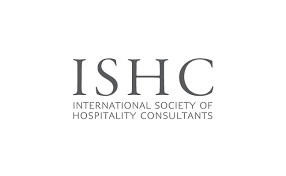 ISHC
INTERNATIONAL SOCIETY OF
HOSPITALITY CONSULTANTS